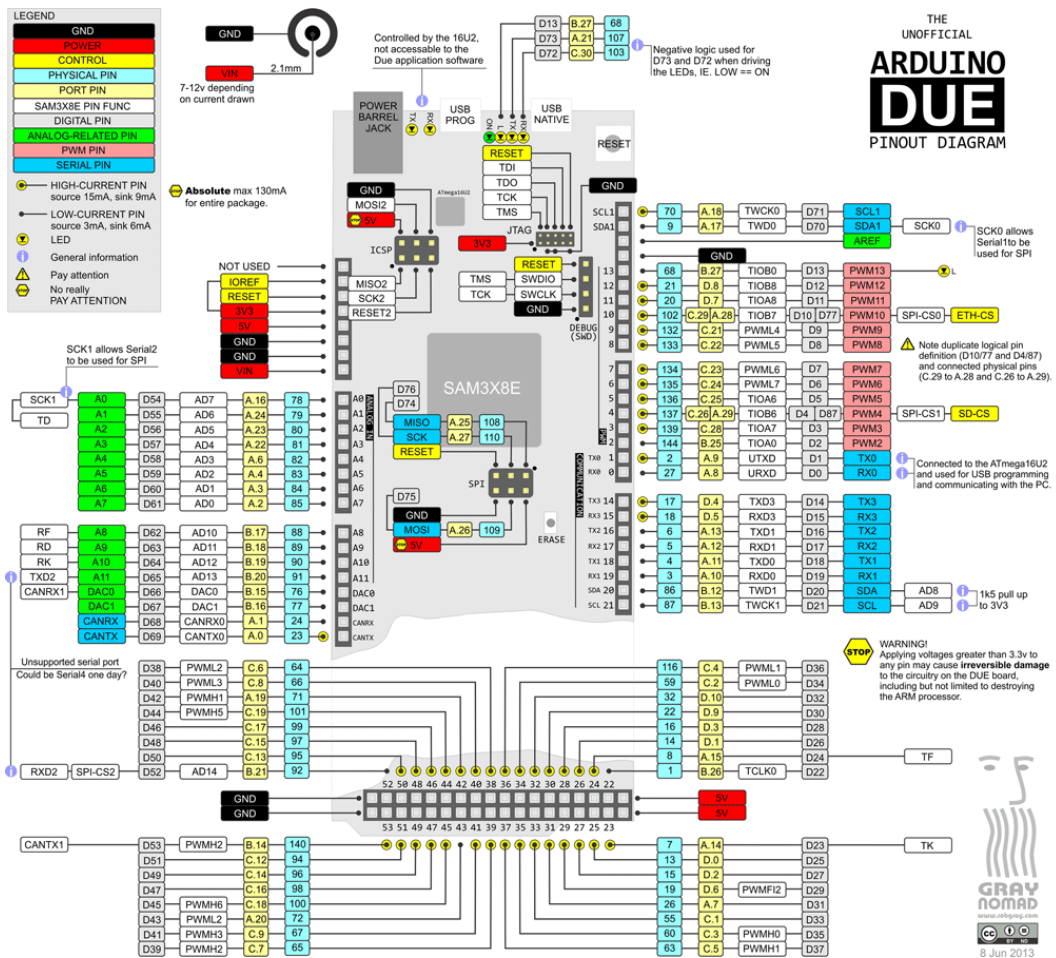 LEGEND
GND
POWER
CONTROL
PHYSICAL PIN
PORT PIN
SAM3X8E PIN FUNC
DIGITAL PIN
ANALOG-RELATED PIN
PWM PIN
SERIAL PIN
HIGH-CURRENT PIN
source 15mA, sink 9mA
LOW-CURRENT PIN
source 3mA, sink 6mA
LED
General information
Pay attention
No really
PAY ATTENTION
GND
VIN
2.1mm
7-12v depending
on current drawn
STOP Absolute max 130mA
for entire package.
Controlled by the 16U2,
not accessable to the
Due application software
D13 B.27 68
D73 A.21 107
D72 C.30 103
Negative logic used for
D73 and D72 when driving
the LEDs, IE. LOW == ON
THE
UNOFFICIAL
ARDUINO
DUE
PINOUT DIAGRAM
POWER
BARREL
JACK
TX
RX
USB
PROG
ON
L
TX
RX
USB
NATIVE
RESET
RESET
TDI
TDO
TCK
TMS
JTAG
3V3
GND
ATmega16U2
GND
MOSI2
5V
ICSP
MISO2
SCK2
RESET2
RESET
TMS SWDIO
TCK SWCLK
GND
DEBUG
(SWD)
NOT USED
IOREF
RESET
3V3
5V
GND
GND
VIN
SCL1 70 A.18 TWCK0 D71 SCL1
SDA1 9 A.17 TWD0 D70 SDA1 SCK0
AREF
GND
SCK0 allows
Serial1to be
used for SPI
13 68 B.27 TIOB0 D13 PWM13 L
12 21 D.8 TIOB8 D12 PWM12
11 20 D.7 TIOA8 D11 PWM11
10 102 C.29 A.28 TIOB7 D10 D77 PWM10 SPI-CS0 ETH-CS
9 132 C.21 PWML4 D9 PWM9
8 133 C.22 PWML5 D8 PWM8
Note duplicate logical pin
definition (D10/77 and D4/87)
and connected physical pins
(C.29 to A.28 and C.26 to A.29).
7 134 C.23 PWML6 D7 PWM7
6 135 C.24 PWML7 D6 PWM6
5 136 C.25 TIOA6 D5 PWM5
4 137 C.26 A.29 TIOB6 D4 D87 PWM4 SPI-CS1 SD-CS
3 139 C.28 TIOA7 D3 PWM3
2 144 B.25 TIOA0 D2 PWM2
TX0 1 2 A.9 UTXD D1 TX0
RX0 0 27 A.8 URXD D0 RX0
PWM
Connected to the ATmega16U2
and used for USB programming
and communicating with the PC.
COMMUNICATION
TX3 14 17 D.4 TXD3 D14 TX3
RX3 15 18 D.5 RXD3 D15 RX3
TX2 16 6 A.13 TXD1 D16 TX2
RX2 17 5 A.12 RXD1 D17 RX2
TX1 18 4 A.11 TXD0 D18 TX1
RX1 19 3 A.10 RXD0 D19 RX1
SDA 20 86 B.12 TWD1 D20 SDA AD8
SCL 21 87 B.13 TWCK1 D21 SCL AD9
1k5 pull up
to 3V3
SCK1 allows Serial2
to be used for SPI
SCK1 A0 D54 AD7 A.16 78 A0
TD A1 D55 AD6 A.24 79 A1
A2 D56 AD5 A.23 80 A2
A3 D57 AD4 A.22 81 A3
A4 D58 AD3 A.6 82 A4
A5 D59 AD2 A.4 83 A5
A6 D60 AD1 A.3 84 A6
A7 D61 AD0 A.2 85 A7
ANALOG IN
RF A8 D62 AD10 B.17 88 A8
RD A9 D63 AD11 B.18 89 A9
RK A10 D64 AD12 B.19 90 A10
TXD2 A11 D65 AD13 B.20 91 A11
CANRX1 DAC0 D66 DAC0 B.15 76 DAC0
DAC1 D67 DAC1 B.16 77 DAC1
CANRX D68 CANRX0 A.1 24 CANRX
CANTX D69 CANTX0 A.0 23 CANTX
SAM3X8E
D76
D74
MISO A.25 108
SCK A.27 110
RESET
SPI
D75
GND
MOSI A.26 109
5V
ERASE
Unsupported serial port
Could be Serial4 one day?
STOP
WARNING!
Applying voltages greater than 3.3v to
any pin may cause irreversible damage
to the circuitry on the DUE board,
including but not limited to destroying
the ARM processor.
D38 PWML2 C.6 64
D40 PWML3 C.8 66
D42 PWMH1 A.19 71
D44 PWMH5 C.19 101
D46 C.17 99
D48 C.15 97
D50 C.13 95
RXD2 SPI-CS2 D52 AD14 B.21 92
116 C.4 PWML1 D36
59 C.2 PWML0 D34
32 D.10 D32
22 D.9 D30
16 D.3 D28
14 D.1 D26
8 A.15 D24 TF
1 B.26 TCLK0 D22
52 50 48 46 44 42 40 38 36 34 32 30 28 26 24 22
GND
GND
5V
5V
53 51 49 47 45 43 41 39 37 35 33 31 29 27 25 23
CANTX1 D53 PWMH2 B.14 140
D51 C.12 94
D49 C.14 96
D47 C.16 98
D45 PWMH6 C.18 100
D43 PWML2 A.20 72
D41 PWMH3 C.9 67
D39 PWMH2 C.7 65
7 A.14 D23 TK
13 D.0 D25
15 D.2 D27
19 D.6 PWMFI2 D29
26 A.7 D31
55 C.1 D33
60 C.3 PWMH0 D35
63 C.5 PWMH1 D37
GRAY
NOMAD
www.robgray.com
cc BY ND
8 Jun 2013